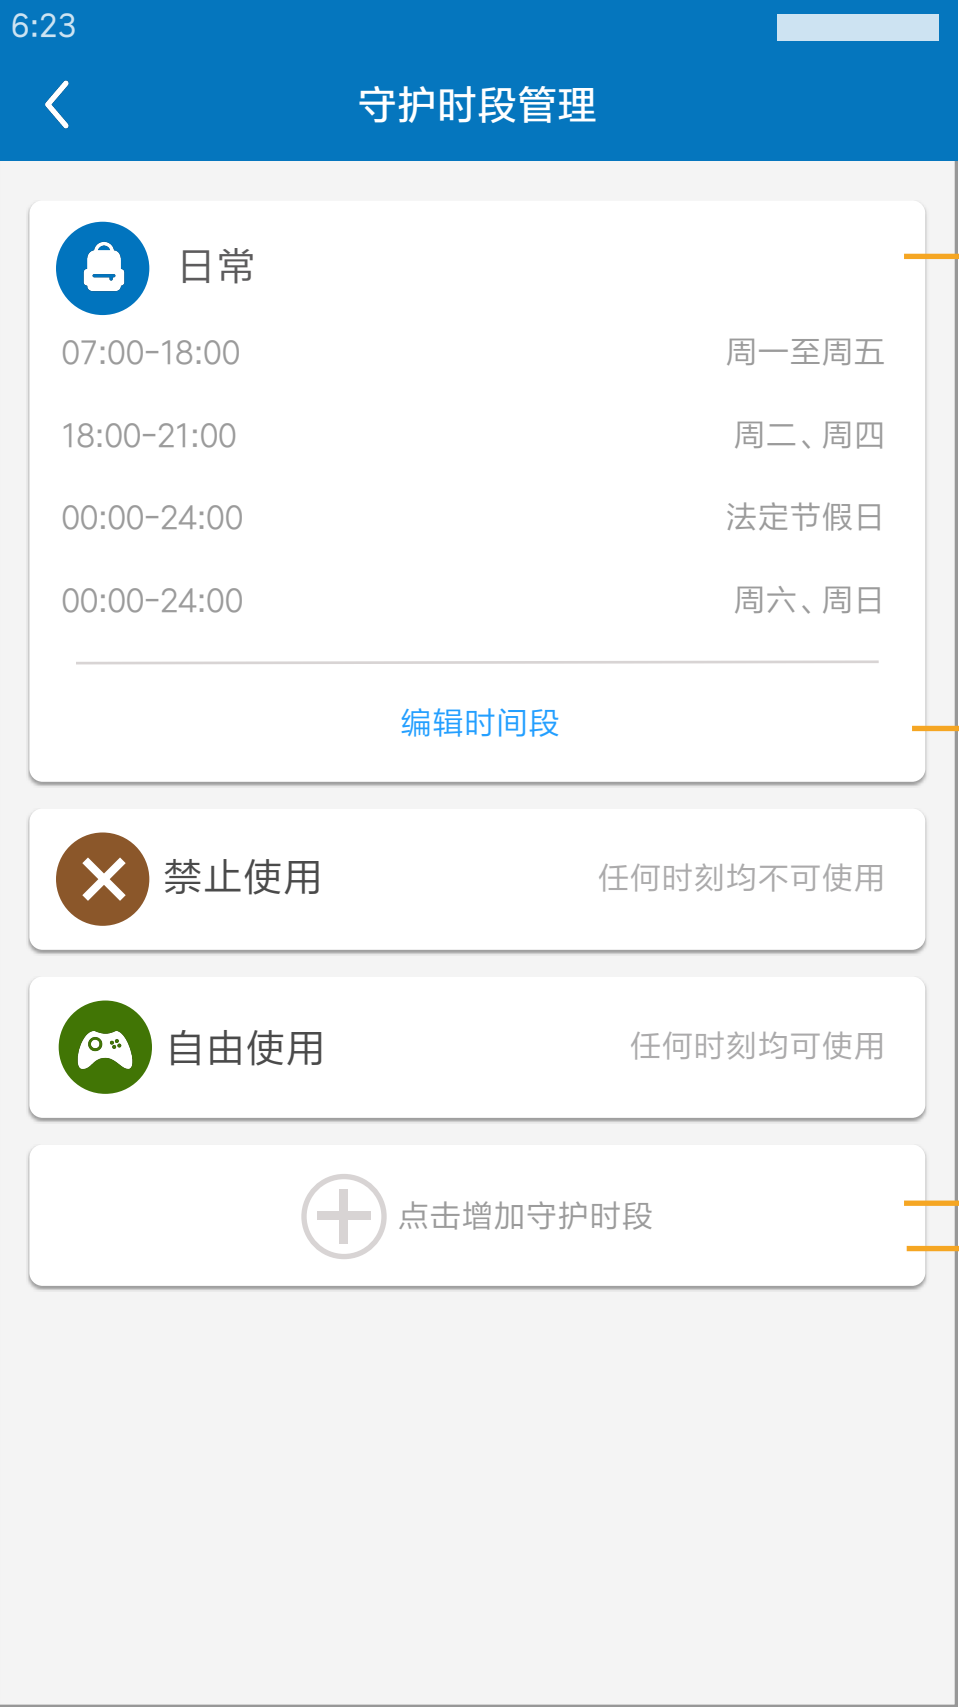 6:23
守护时段管理
日常
07:00-18:00 周一至周五
18:00-21:00 周二、周四
00:00-24:00 法定节假日
00:00-24:00 周六、周日
编辑时间段
禁止使用 任何时刻均不可使用
自由使用 任何时刻均可使用
点击增加守护时段